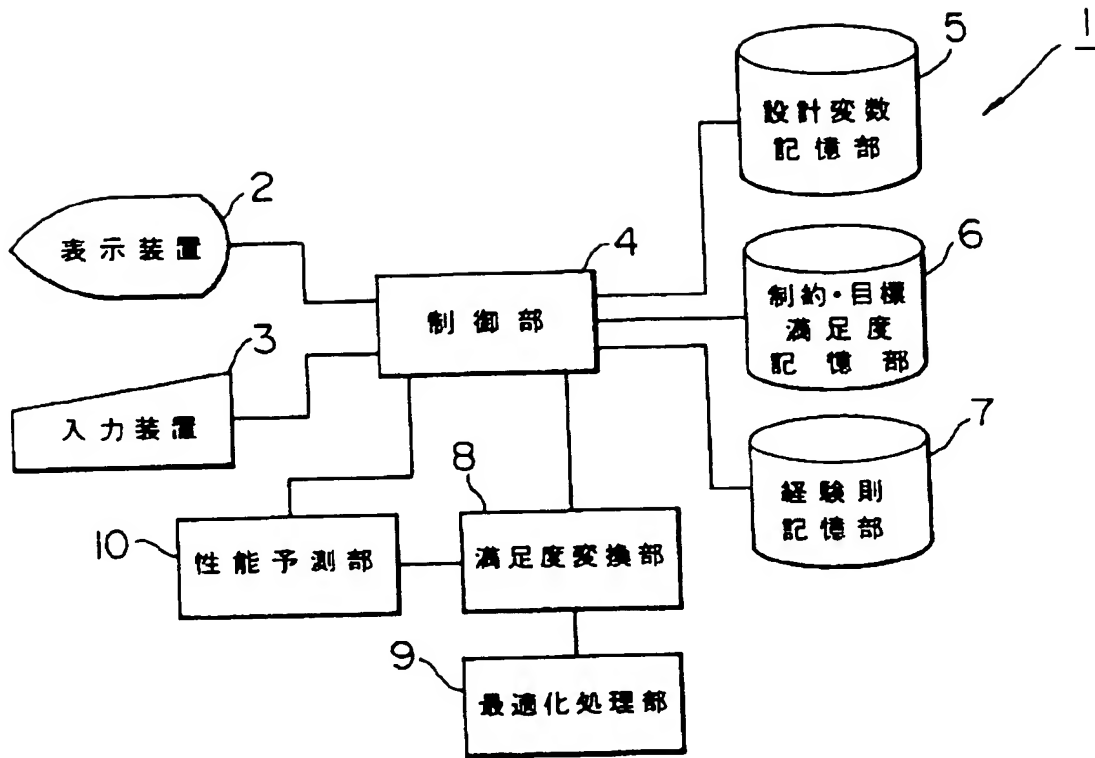 1
5
設計変数
記憶部
2
表示装置
4
制御部
6
制約・目標
満足度
記憶部
3
入力装置
7
経験則
記憶部
8
満足度変換部
10
性能予測部
9
最適化処理部